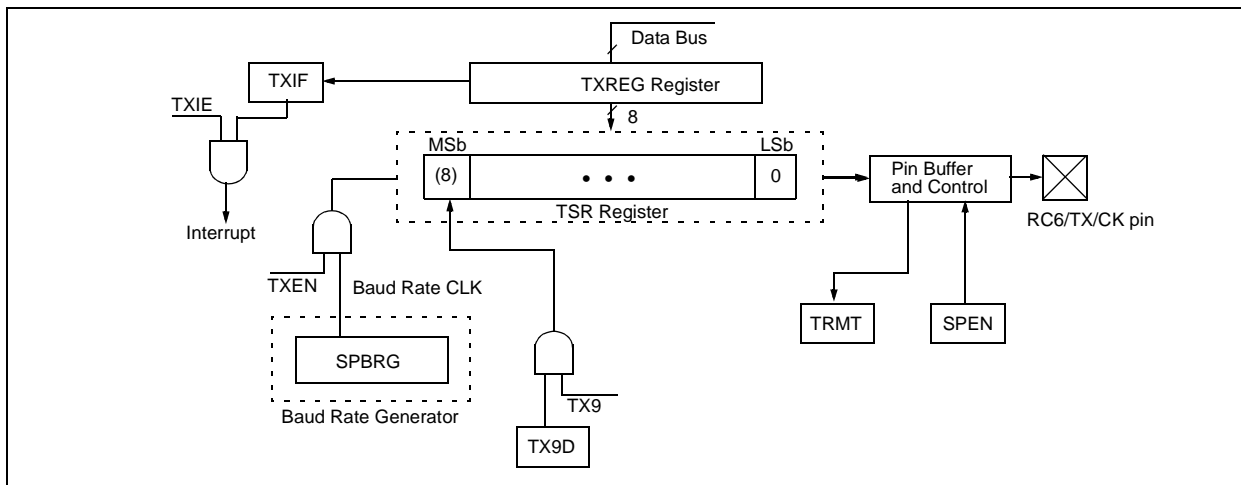 Data Bus
TXIF
TXREG Register
TXIE
8
MSb
LSb
(8)
• • •
0
Pin Buffer
and Control
TSR Register
RC6/TX/CK pin
Interrupt
TXEN
Baud Rate CLK
TRMT
SPEN
SPBRG
TX9
Baud Rate Generator
TX9D